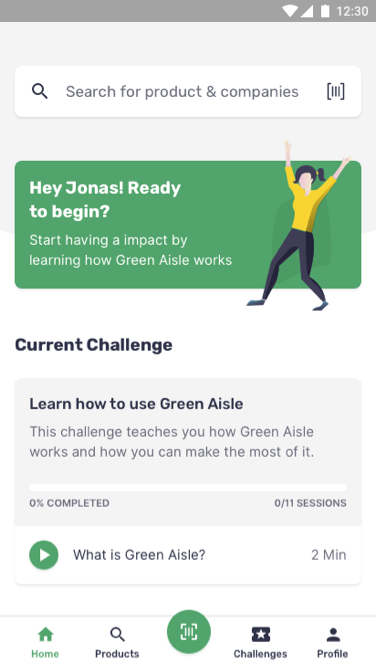 12:30
Search for product & companies
Hey Jonas! Ready
to begin?
Start having a impact by
learning how Green Aisle works
Current Challenge
Learn how to use Green Aisle
This challenge teaches you how Green Aisle
works and how you can make the most of it.
0% COMPLETED 0/11 SESSIONS
What is Green Aisle? 2 Min
Home Products Challenges Profile